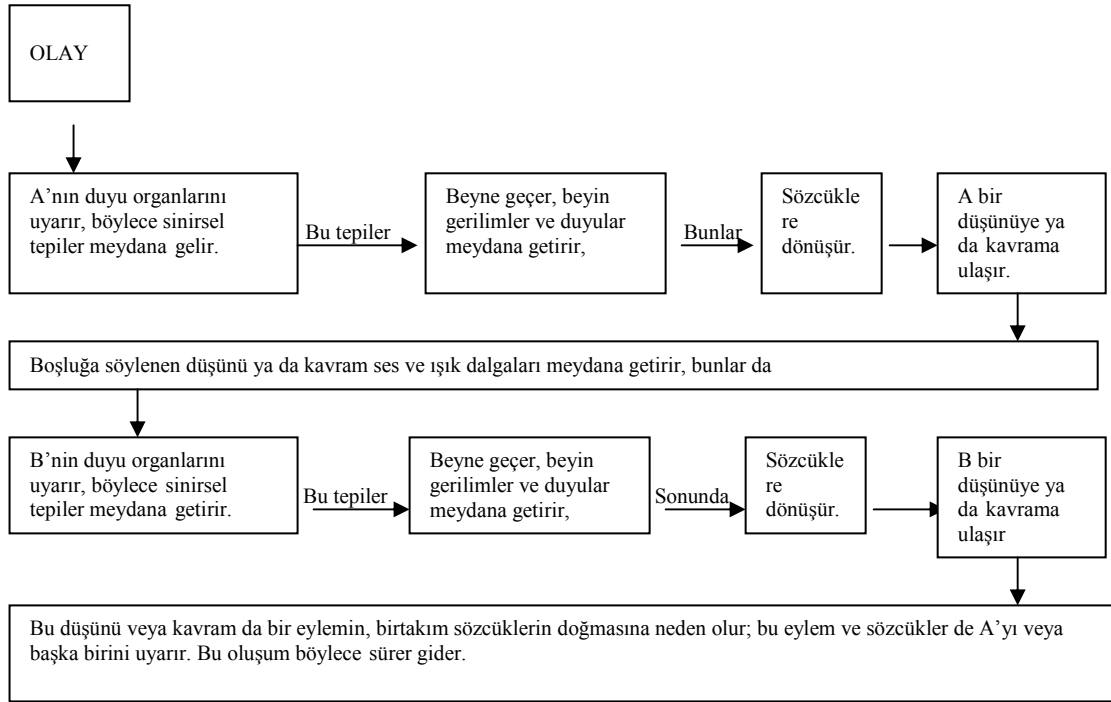 OLAY
A’nın duyu organlarını
uyarır, böylece sinirsel
tepiler meydana gelir.
Bu tepiler
Beyne geçer, beyin
gerilimler ve duyular
meydana getirir,
Bunlar
Sözcükle
re
dönüşür.
A bir
düşünüye ya
da kavrama
ulaşır.
Boşluğa söylenen düşünü ya da kavram ses ve ışık dalgaları meydana getirir, bunlar da
B’nin duyu organlarını
uyarır, böylece sinirsel
tepiler meydana getirir.
Bu tepiler
Beyne geçer, beyin
gerilimler ve duyular
meydana getirir,
Sonunda
Sözcükle
re
dönüşür.
B bir
düşünüye ya
da kavrama
ulaşır
Bu düşünü veya kavram da bir eylemin, birtakım sözcüklerin doğmasına neden olur; bu eylem ve sözcükler de A’yı veya
başka birini uyarır. Bu oluşum böylece sürer gider.